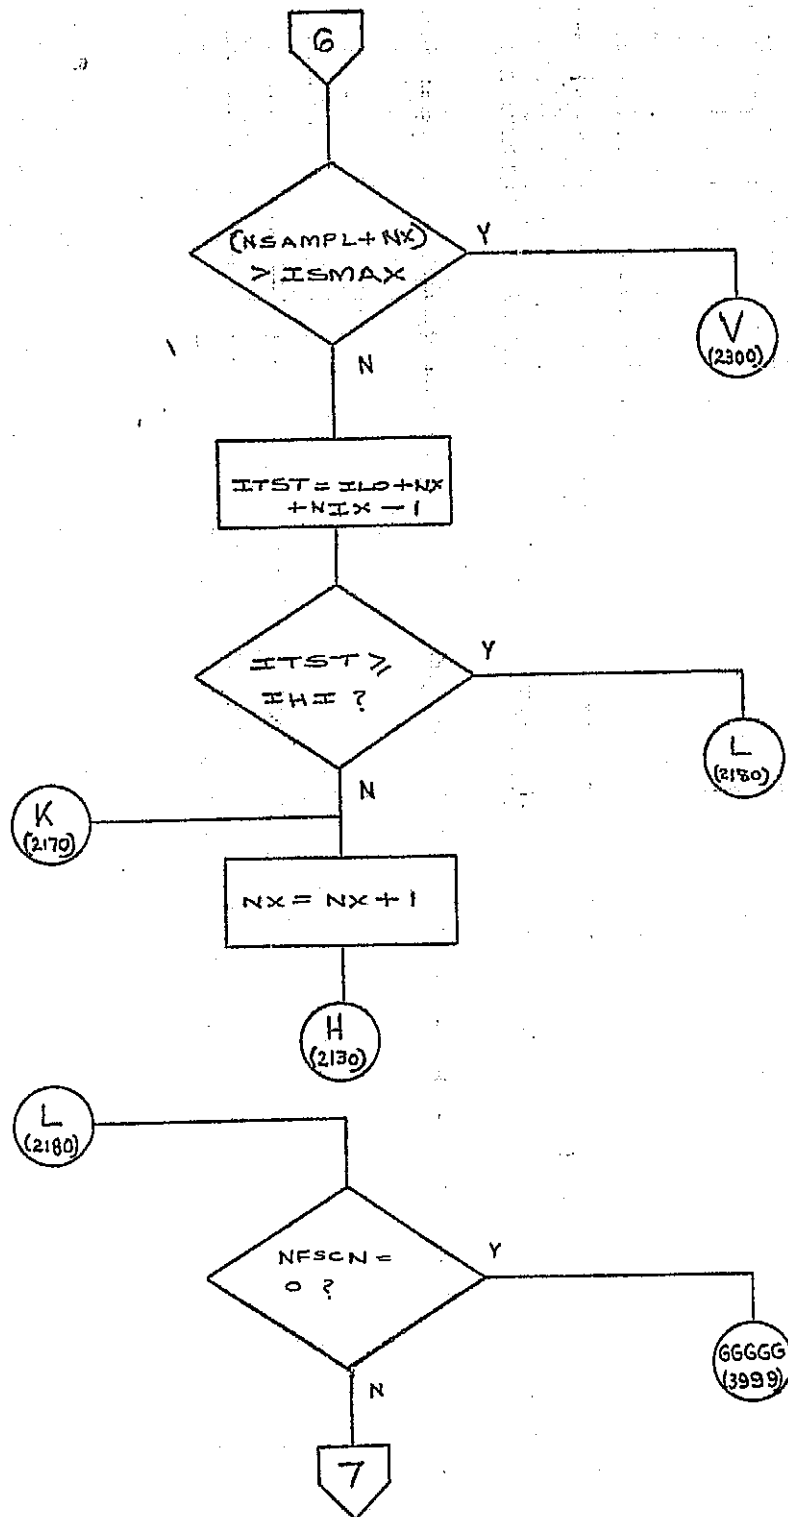 6
(NSAMPL+NX)
> ISMAX
Y
V
(2300)
N
ITST = ILO+NX
+NIX-1
ITST ≥
IHI ?
Y
L
(2180)
N
K
(2170)
NX = NX+1
H
(2130)
L
(2180)
NFSCN =
0 ?
Y
GGGGG
(3999)
N
7